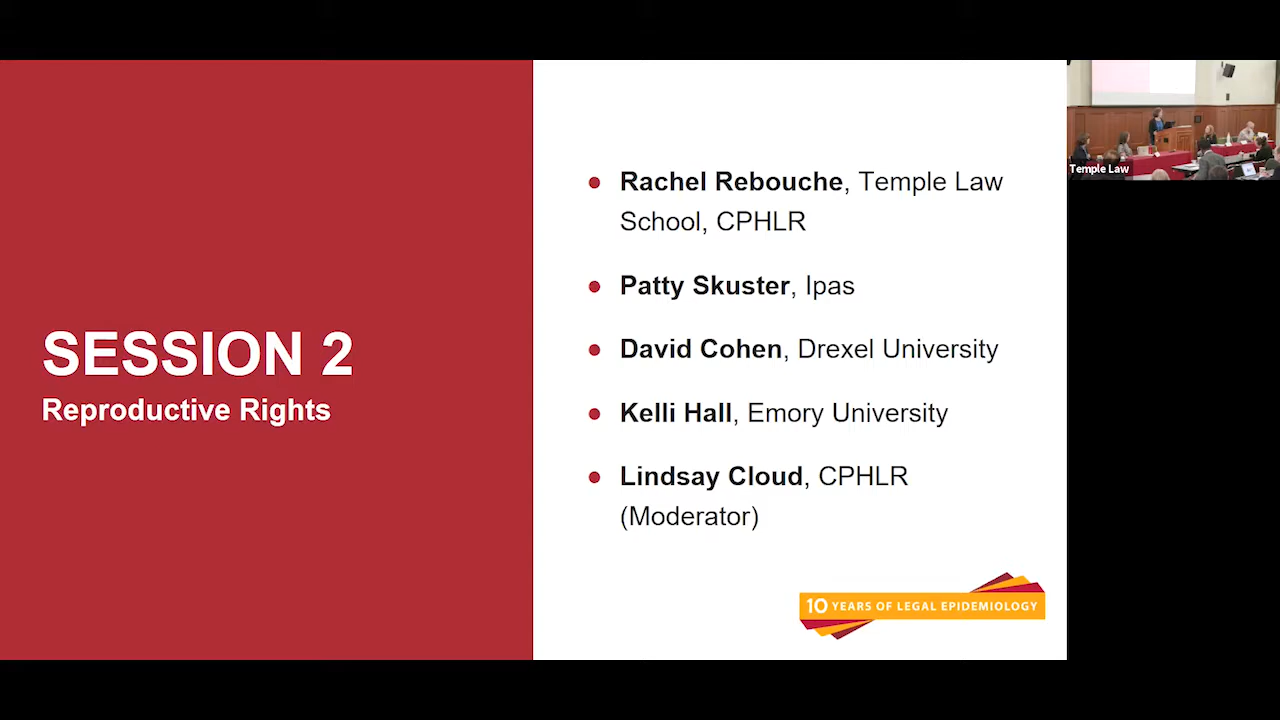 SESSION 2
Reproductive Rights
• Rachel Rebouche, Temple Law
School, CPHLR
• Patty Skuster, Ipas
• David Cohen, Drexel University
• Kelli Hall, Emory University
• Lindsay Cloud, CPHLR
(Moderator)
10 YEARS OF LEGAL EPIDEMIOLOGY
Temple Law